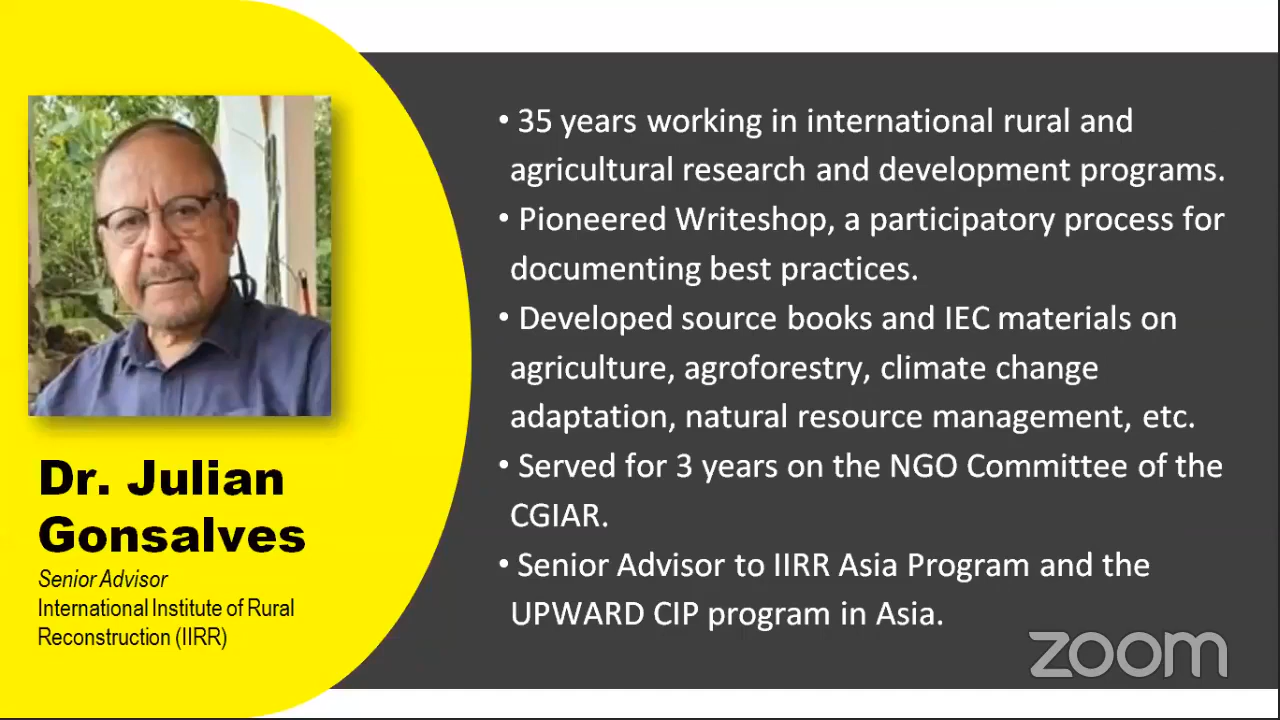 Dr. Julian
Gonsalves
Senior Advisor
International Institute of Rural
Reconstruction (IIRR)
• 35 years working in international rural and
agricultural research and development programs.
• Pioneered Writeshop, a participatory process for
documenting best practices.
• Developed source books and IEC materials on
agriculture, agroforestry, climate change
adaptation, natural resource management, etc.
• Served for 3 years on the NGO Committee of the
CGIAR.
• Senior Advisor to IIRR Asia Program and the
UPWARD CIP program in Asia.
zoom